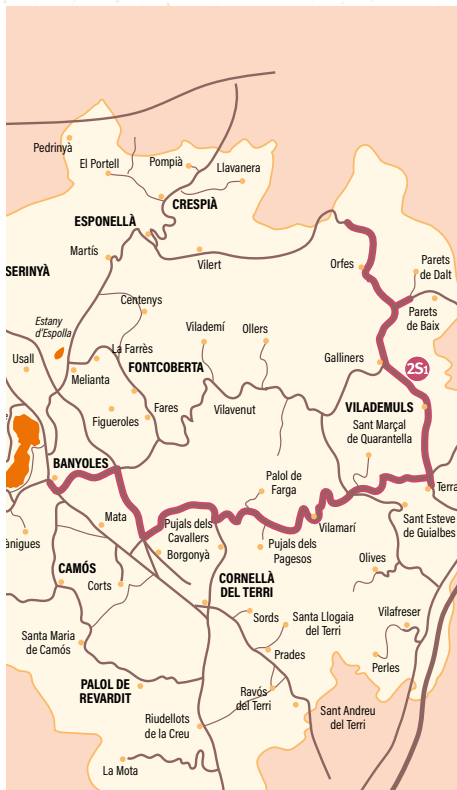 Pedrinyà
El Portell
Pompià
Llavanera
CRESPIÀ
ESPONELLÀ
Martís
Vilert
Orfes
Parets
de Dalt
SERINYÀ
Centenys
Parets
de Baix
Estany
d'Espolla
Vilademí
Ollers
La Farrès
Galliners
Usall
FONTCOBERTA
2S1
Melianta
Figueroles
Fares
Vilavenut
VILADEMULS
Sant Marçal
de Quarantella
BANYOLES
Palol de
Farga
Terra
Mata
Pujals dels
Cavallers
Vilamarí
Sant Esteve
de Guialbes
ànigues
Borgonyà
Pujals dels
Pagesos
Olives
CAMÓS
Corts
CORNELLÀ
DEL TERRI
Sords
Santa Llogaia
del Terri
Vilafreser
Santa Maria
de Camós
Prades
Perles
PALOL DE
REVARDIT
Ravós
del Terri
Sant Andreu
del Terri
Riudellots
de la Creu
La Mota